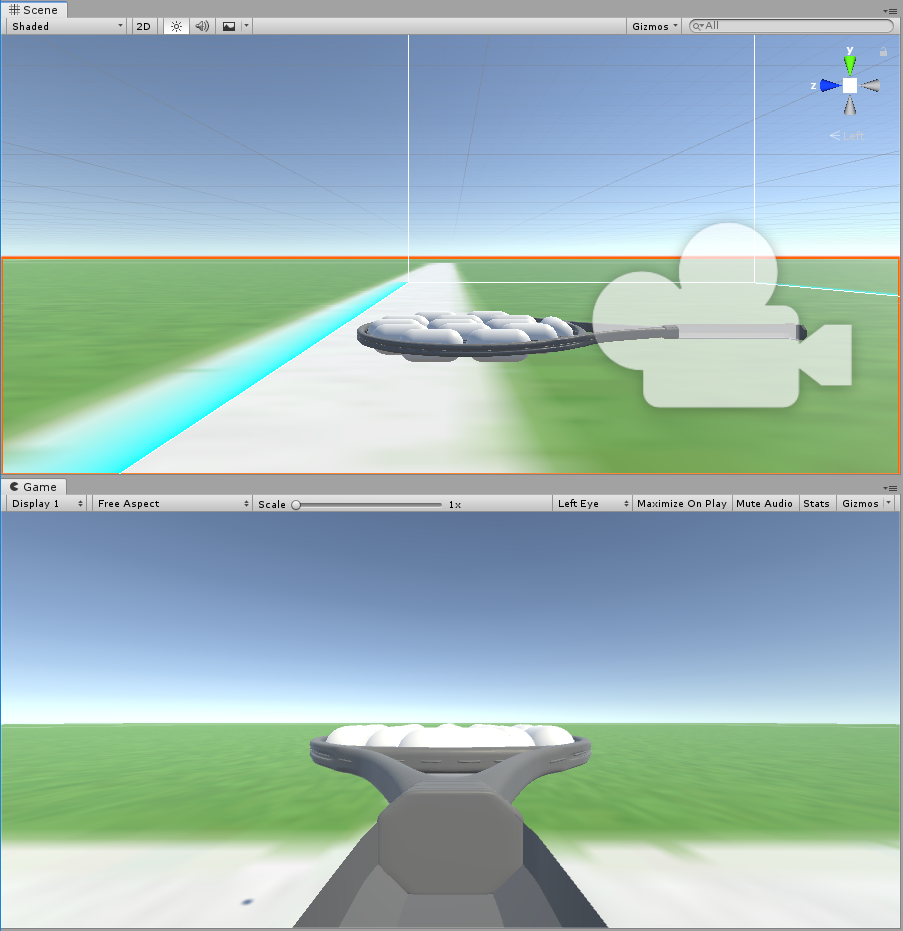 Scene
Shaded 2D Gizmos All
y
z
Left
Game
Display 1 Free Aspect Scale 1x Left Eye Maximize On Play Mute Audio Stats Gizmos